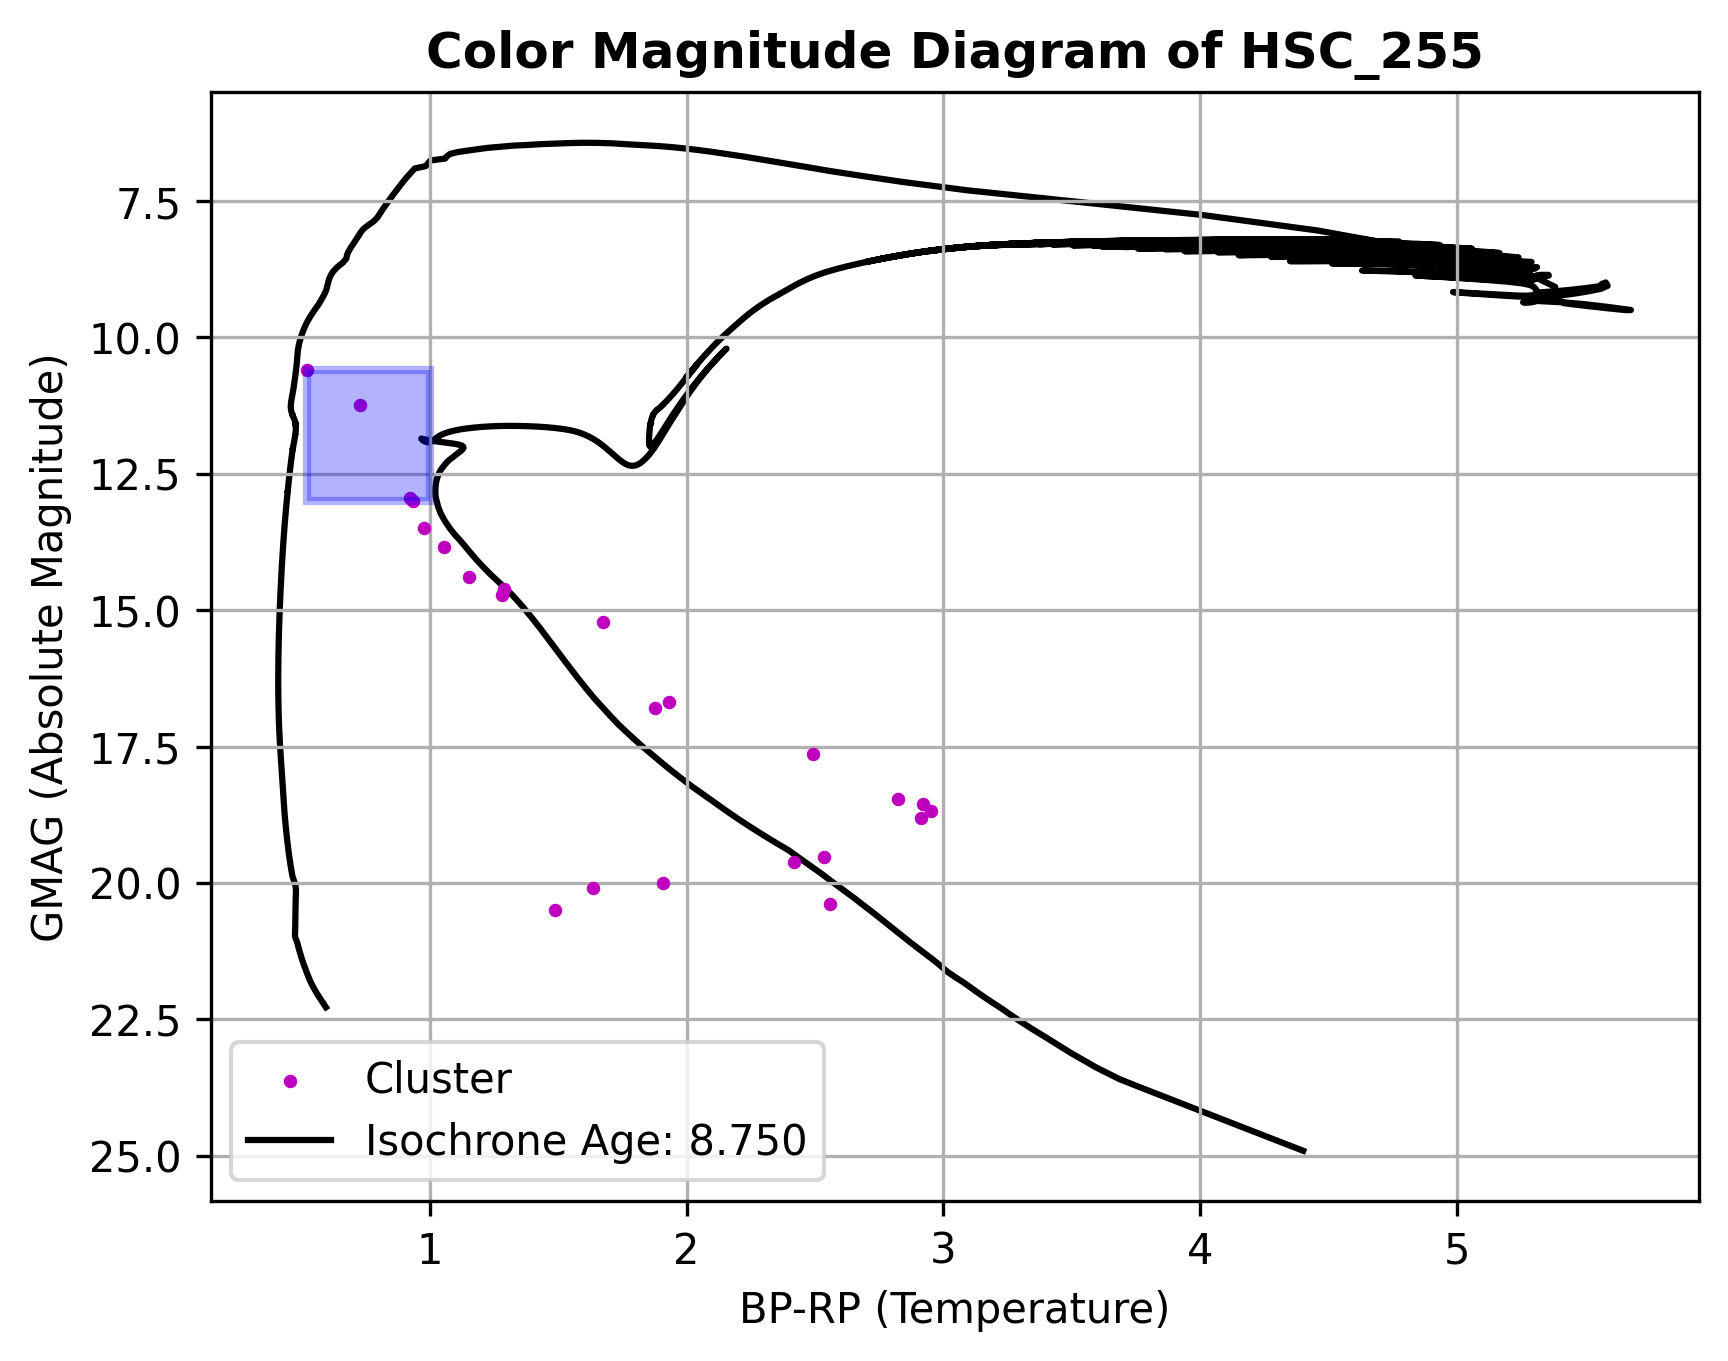 Color Magnitude Diagram of HSC_255
GMAG (Absolute Magnitude)
7.5
10.0
12.5
15.0
17.5
20.0
22.5
25.0
Cluster
Isochrone Age: 8.750
1 2 3 4 5
BP-RP (Temperature)